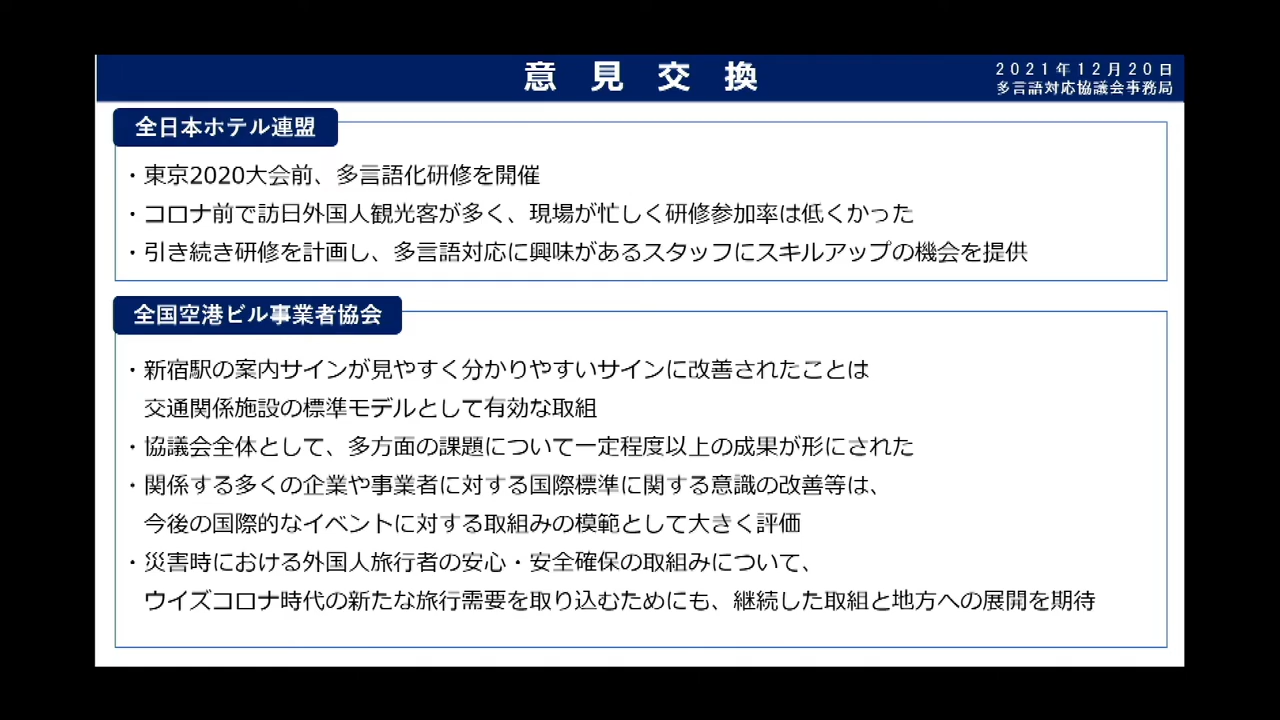 意見交換
2021年12月20日
多言語対応協議会事務局
全日本ホテル連盟
・東京2020大会前、多言語化研修を開催
・コロナ前で訪日外国人観光客が多く、現場が忙しく研修参加率は低くかった
・引き続き研修を計画し、多言語対応に興味があるスタッフにスキルアップの機会を提供
全国空港ビル事業者協会
・新宿駅の案内サインが見やすく分かりやすいサインに改善されたことは
交通関係施設の標準モデルとして有効な取組
・協議会全体として、多方面の課題について一定程度以上の成果が形にされた
・関係する多くの企業や事業者に対する国際標準に関する意識の改善等は、
今後の国際的なイベントに対する取組みの模範として大きく評価
・災害時における外国人旅行者の安心・安全確保の取組みについて、
ウイズコロナ時代の新たな旅行需要を取り込むためにも、継続した取組と地方への展開を期待